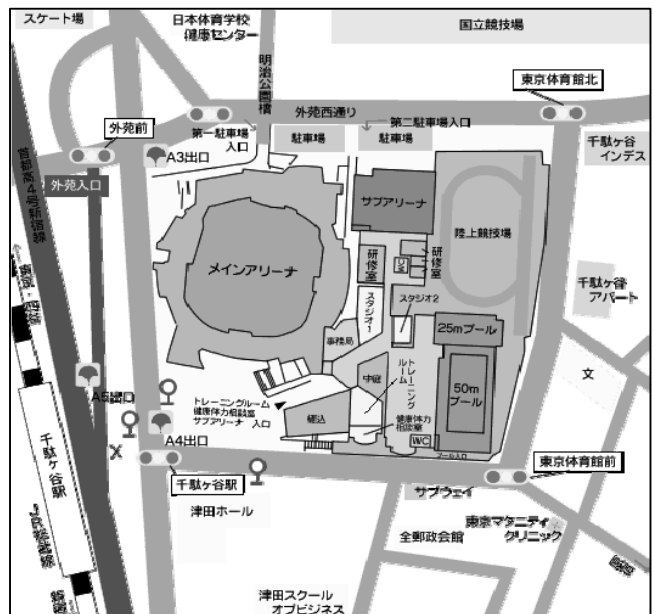 スケート場
日本体育学校
健康センター
国立競技場
明治公園橋
外苑西通り
東京体育館北
外苑前
第一駐車場
入口
駐車場
第二駐車場入口
駐車場
千駄ヶ谷
インデス
A3出口
外苑入口
首都高4号新宿線
サブアリーナ
陸上競技場
メインアリーナ
研修室
研修室
スタジオ1
スタジオ2
千駄ヶ谷
アパート
25mプール
事務局
中庭
トレーニング
ルーム
50m
プール
文
A5出口
トレーニングルーム
健康体力相談室
サブアリーナ 入口
健康体力
相談室
WC
プール入口
A4出口
千駄ヶ谷駅
千駄ヶ谷駅
東京体育館前
サブウェイ
津田ホール
全郵政会館
東京マタニティ
クリニック
津田スクール
オブビジネス